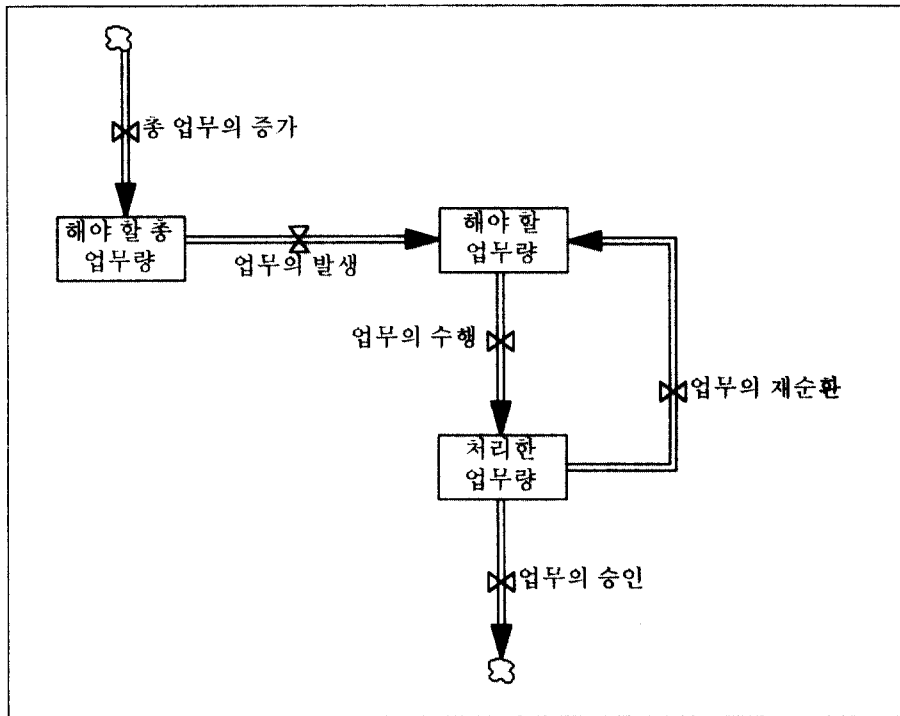 총 업무의 증가
해야 할 총
업무량
업무의 발생
해야 할
업무량
업무의 수행
업무의 재순환
처리한
업무량
업무의 승인